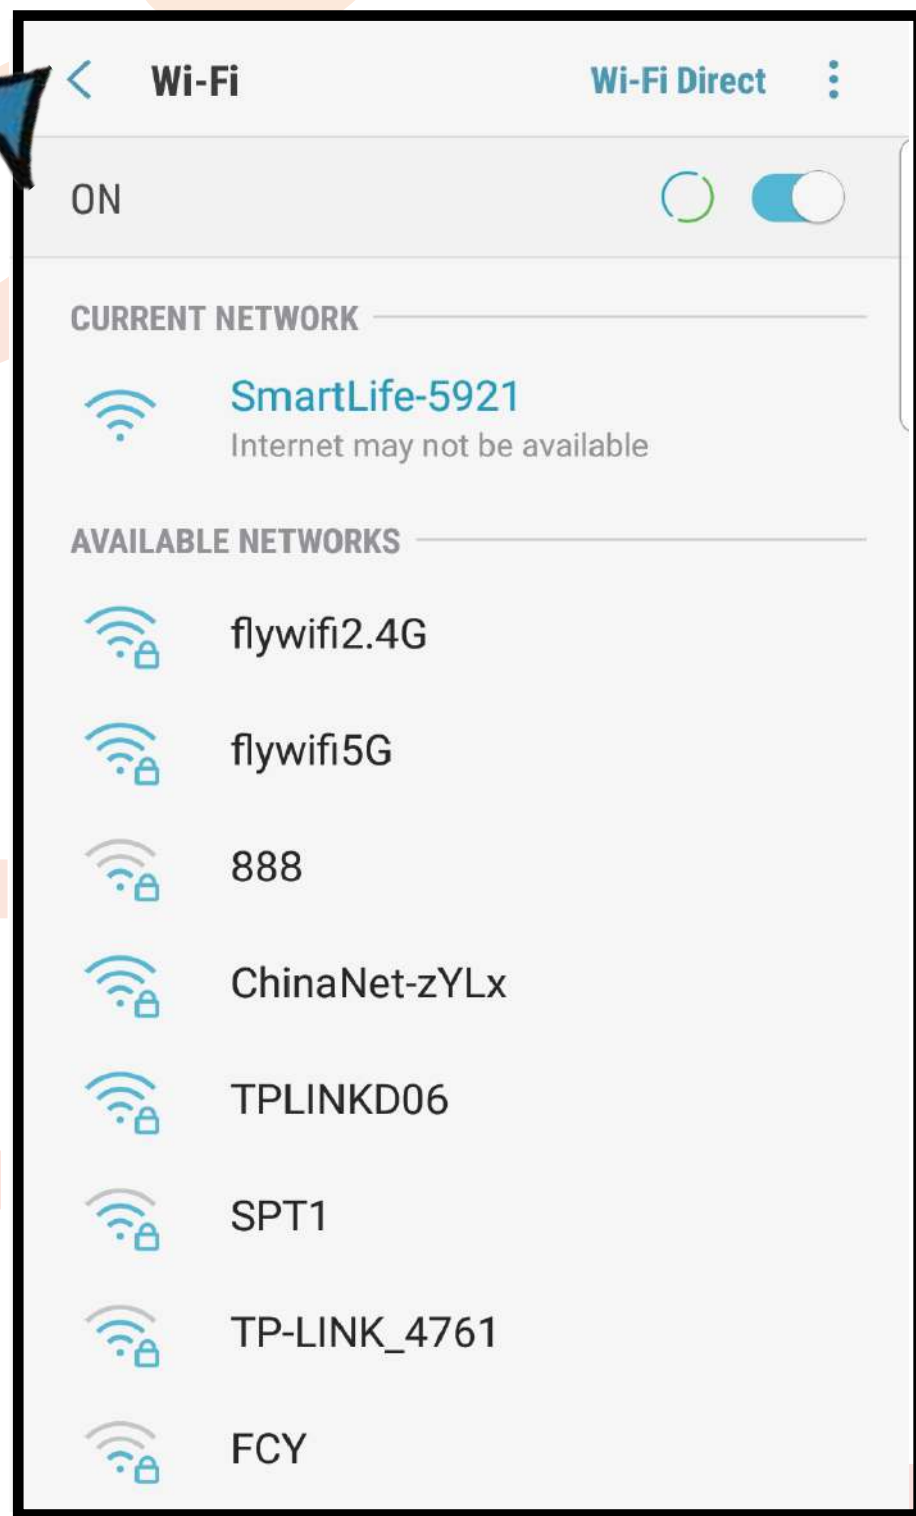 Wi-Fi Wi-Fi Direct
ON
CURRENT NETWORK
SmartLife-5921
Internet may not be available
AVAILABLE NETWORKS
flywifi2.4G
flywifi5G
888
ChinaNet-zYLx
TPLINKD06
SPT1
TP-LINK_4761
FCY